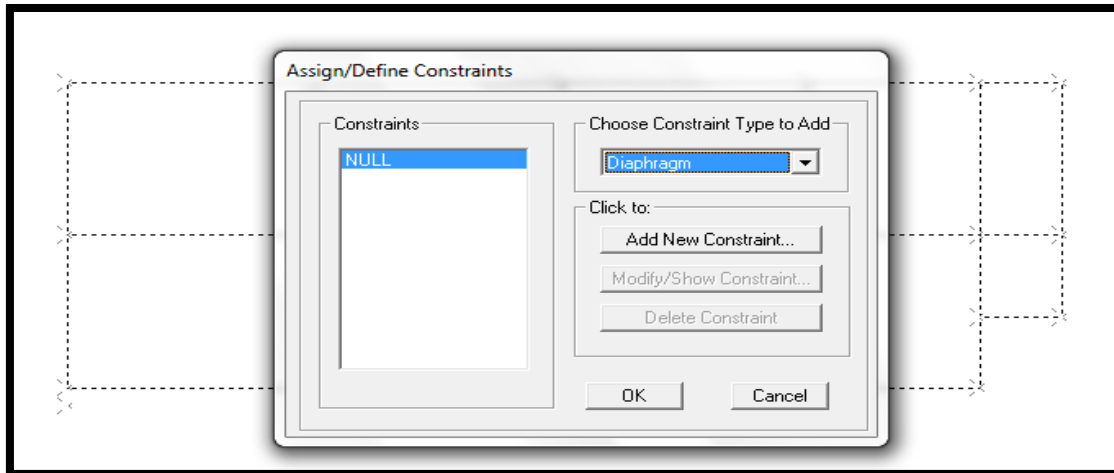 Assign/Define Constraints
Constraints
NULL
Choose Constraint Type to Add
Diaphragm
Click to:
Add New Constraint...
Modify/Show Constraint...
Delete Constraint
OK
Cancel